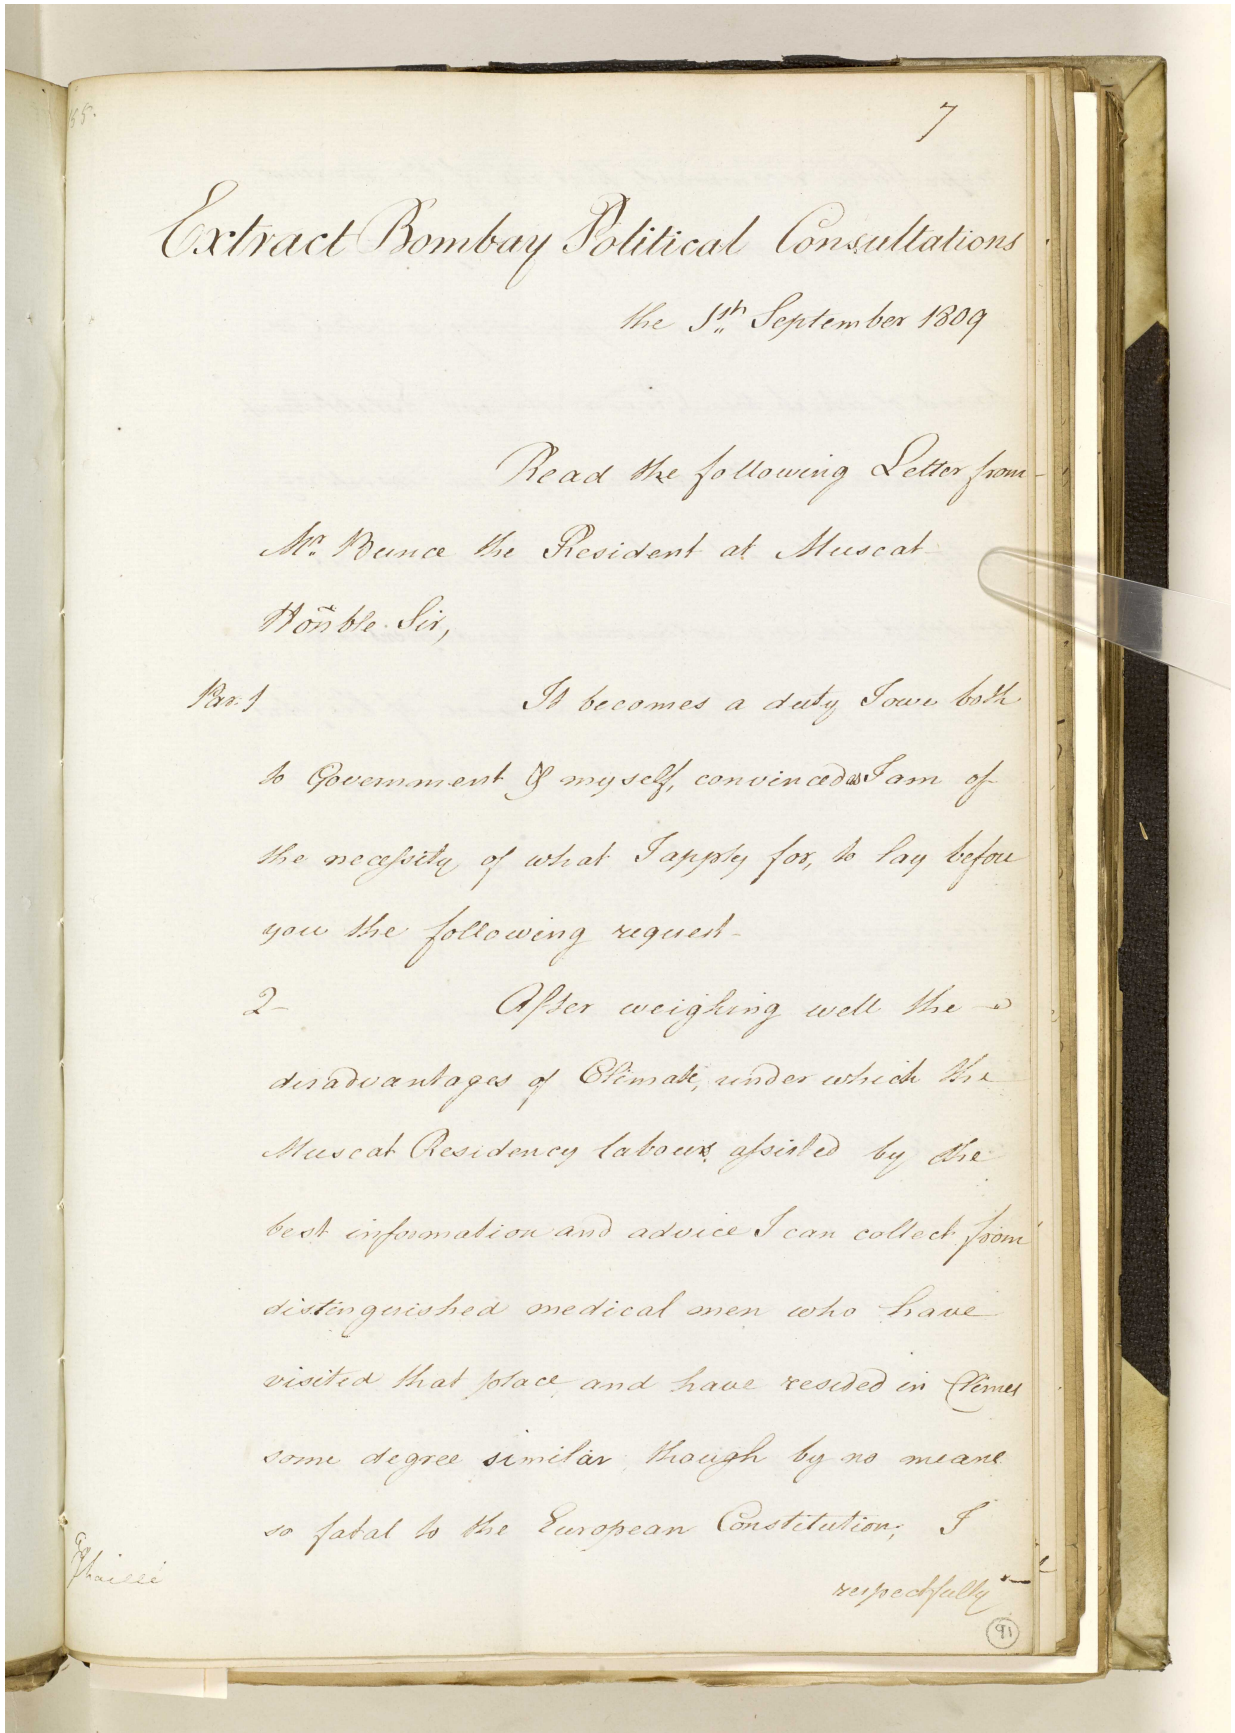 7
Extract Bombay Political Consultations
the 1st September 1809
Read the following Letter from
Mr. Bunce the Resident at Muscat
Honble Sir,
Par: 1 It becomes a duty I owe both
to Government & myself, convinced as I am of
the necessity of what I apply for, to lay before
you the following request-
2- After weighing well the
disadvantages of Climate, under which the
Muscat Residency labours assisted by the
best information and advice I can collect from
distinguished medical men who have
visited that place and have resided in Climes
some degree similar though by no means
so fatal to the European Constitution; I
respectfully
91